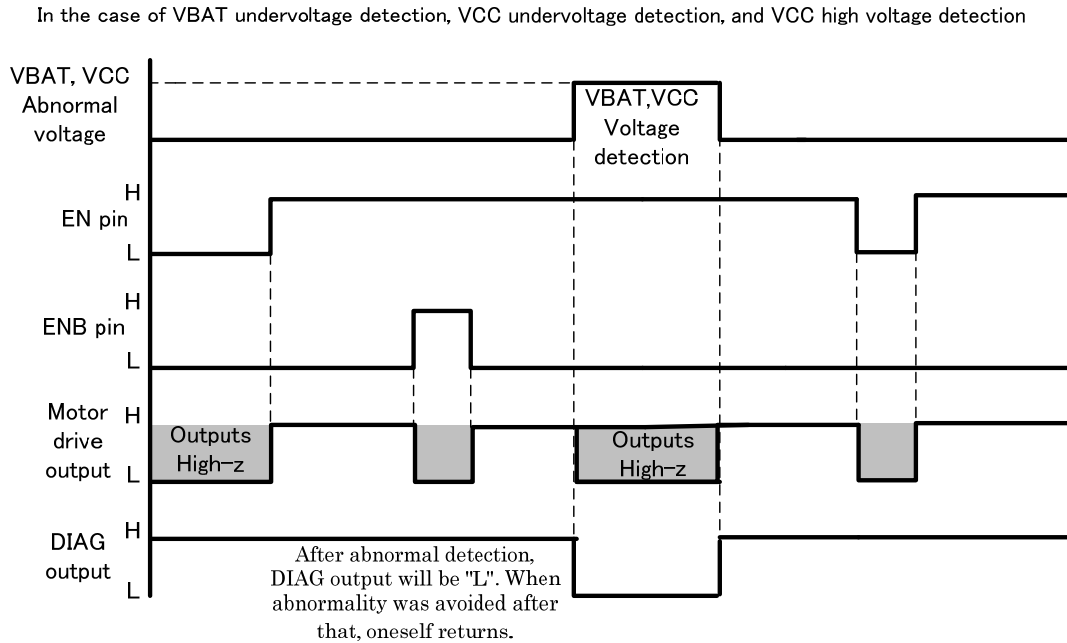 In the case of VBAT undervoltage detection, VCC undervoltage detection, and VCC high voltage detection
VBAT, VCC
Abnormal
voltage
VBAT,VCC
Voltage
detection
H
EN pin
L
H
ENB pin
L
Motor
drive
output
H
L
Outputs
High-z
Outputs
High-z
H
DIAG
output
L
After abnormal detection,
DIAG output will be "L". When
abnormality was avoided after
that, oneself returns.